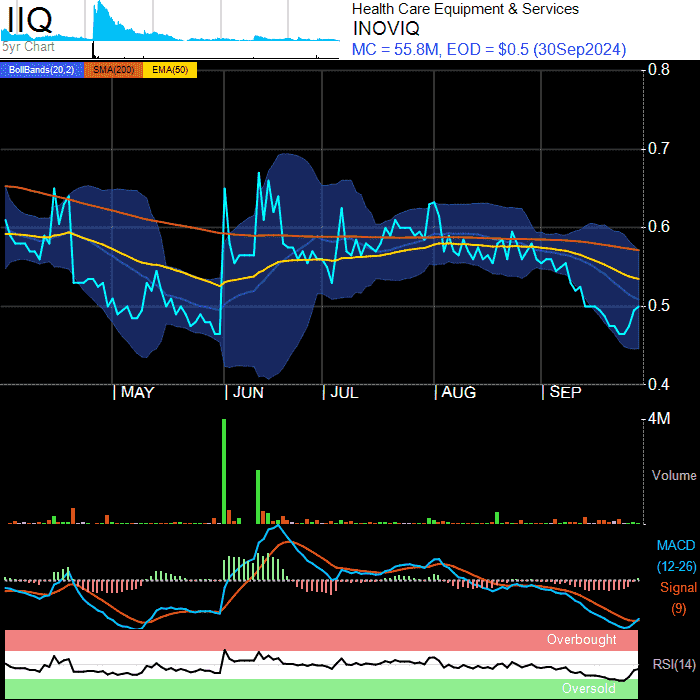 IIQ
5yr Chart
Health Care Equipment & Services
INOVIQ
MC = 55.8M, EOD = $0.5 (30Sep2024)
BollBands(20,2) SMA(200) EMA(50)
0.8
0.7
0.6
0.5
0.4
MAY JUN JUL AUG SEP
4M
Volume
MACD
(12-26)
Signal
(9)
Overbought
RSI(14)
Oversold